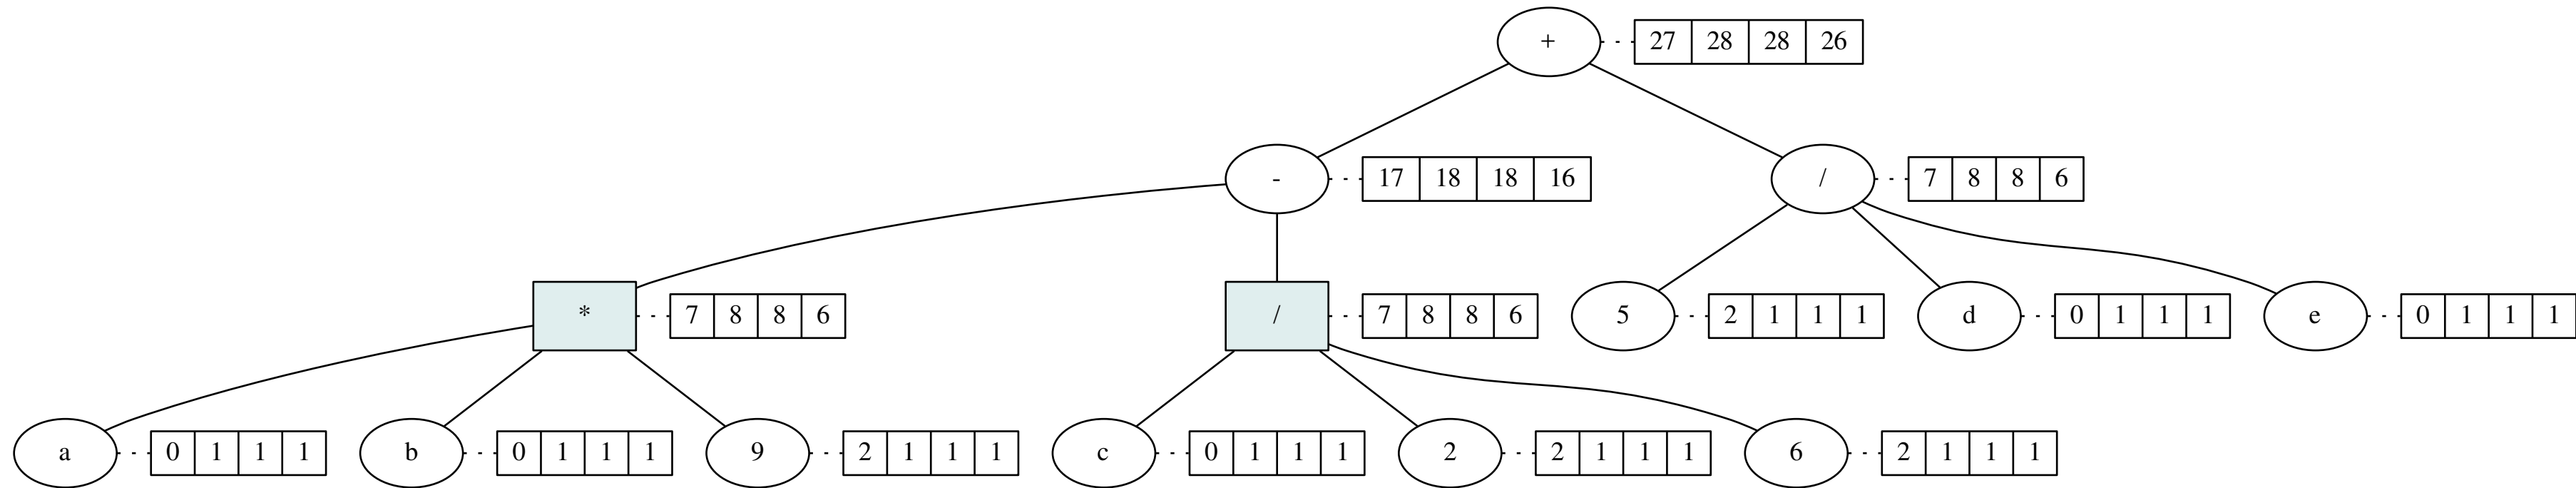 + 27 28 28 26
- 17 18 18 16 / 7 8 8 6
* 7 8 8 6 / 7 8 8 6 5 2 1 1 1 d 0 1 1 1 e 0 1 1 1
a 0 1 1 1 b 0 1 1 1 9 2 1 1 1 c 0 1 1 1 2 2 1 1 1 6 2 1 1 1